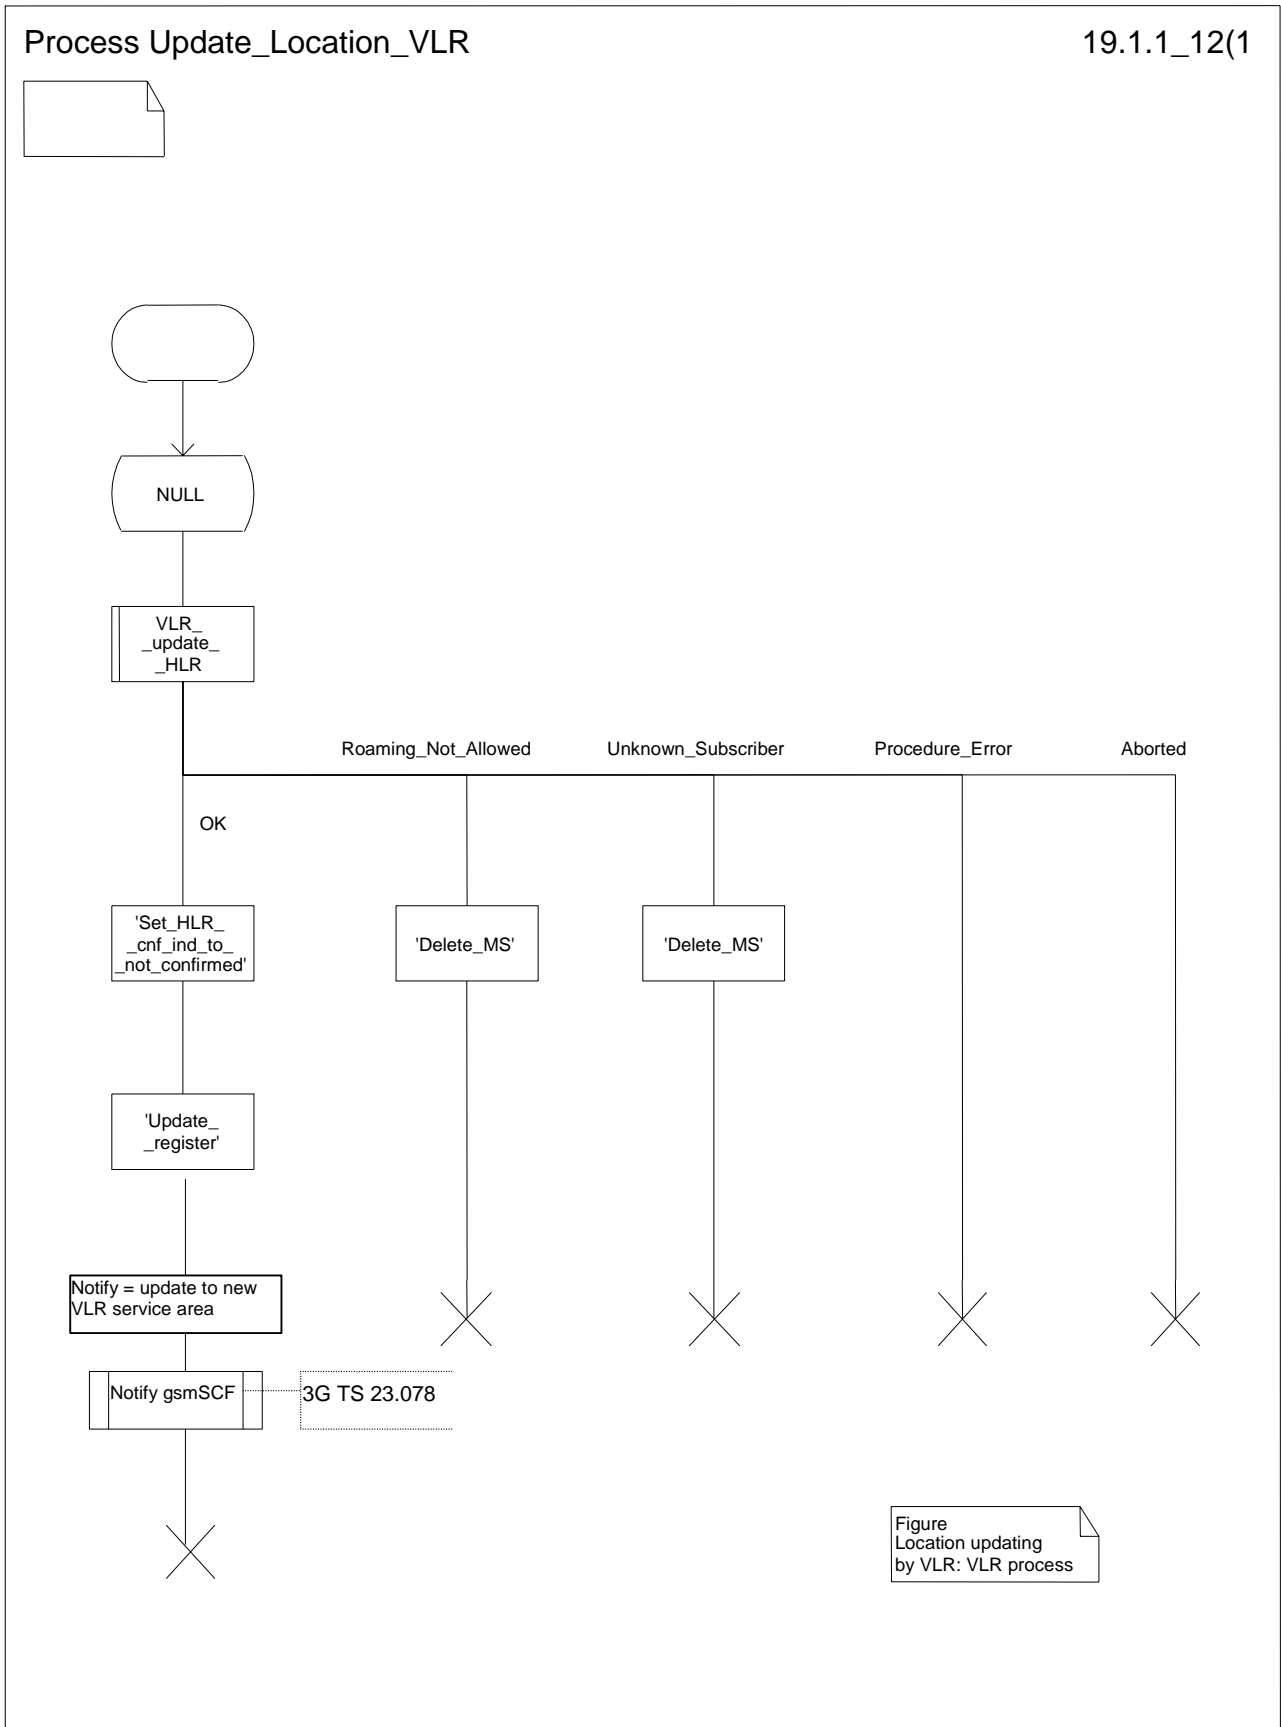 Process Update_Location_VLR
19.1.1_12(1
NULL
VLR_
_update_
_HLR
Roaming_Not_Allowed
Unknown_Subscriber
Procedure_Error
Aborted
OK
'Set_HLR_
_cnf_ind_to_
_not_confirmed'
'Delete_MS'
'Delete_MS'
'Update_
_register'
Notify = update to new
VLR service area
Notify gsmSCF
3G TS 23.078
Figure
Location updating
by VLR: VLR process